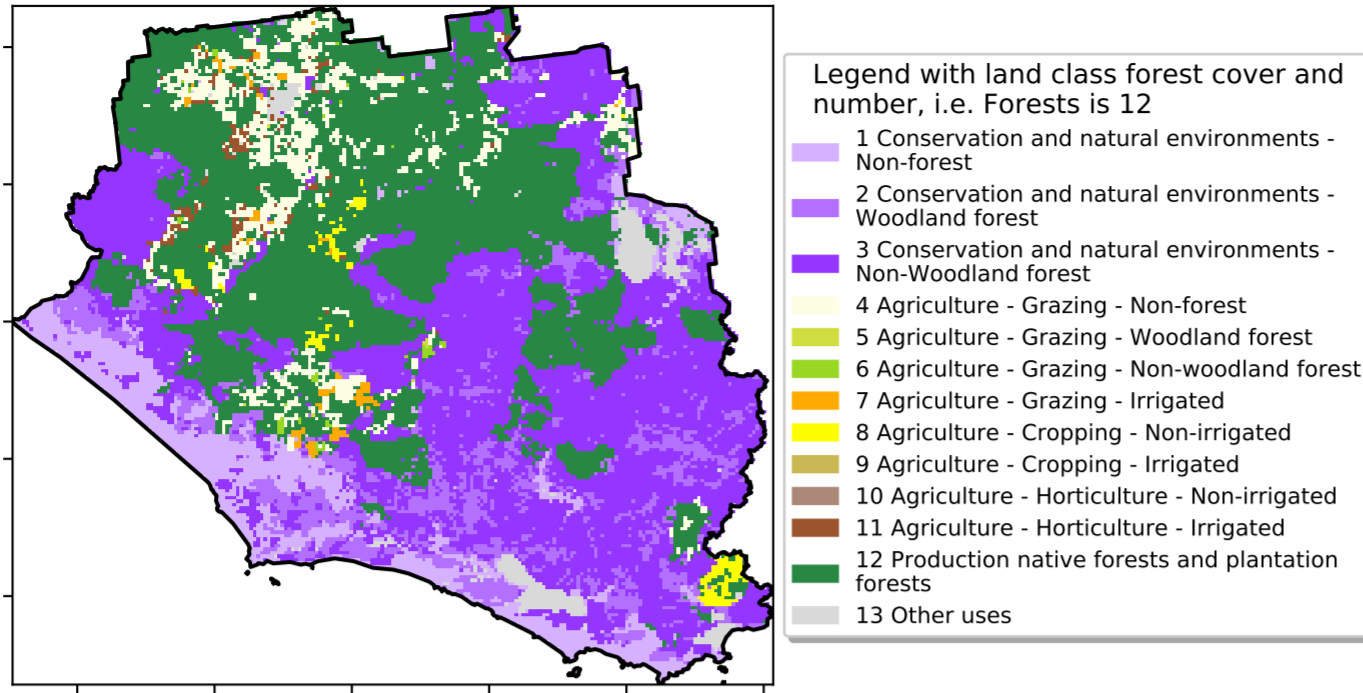 Legend with land class forest cover and
number, i.e. Forests is 12
1 Conservation and natural environments -
Non-forest
2 Conservation and natural environments -
Woodland forest
3 Conservation and natural environments -
Non-Woodland forest
4 Agriculture - Grazing - Non-forest
5 Agriculture - Grazing - Woodland forest
6 Agriculture - Grazing - Non-woodland forest
7 Agriculture - Grazing - Irrigated
8 Agriculture - Cropping - Non-irrigated
9 Agriculture - Cropping - Irrigated
10 Agriculture - Horticulture - Non-irrigated
11 Agriculture - Horticulture - Irrigated
12 Production native forests and plantation
forests
13 Other uses